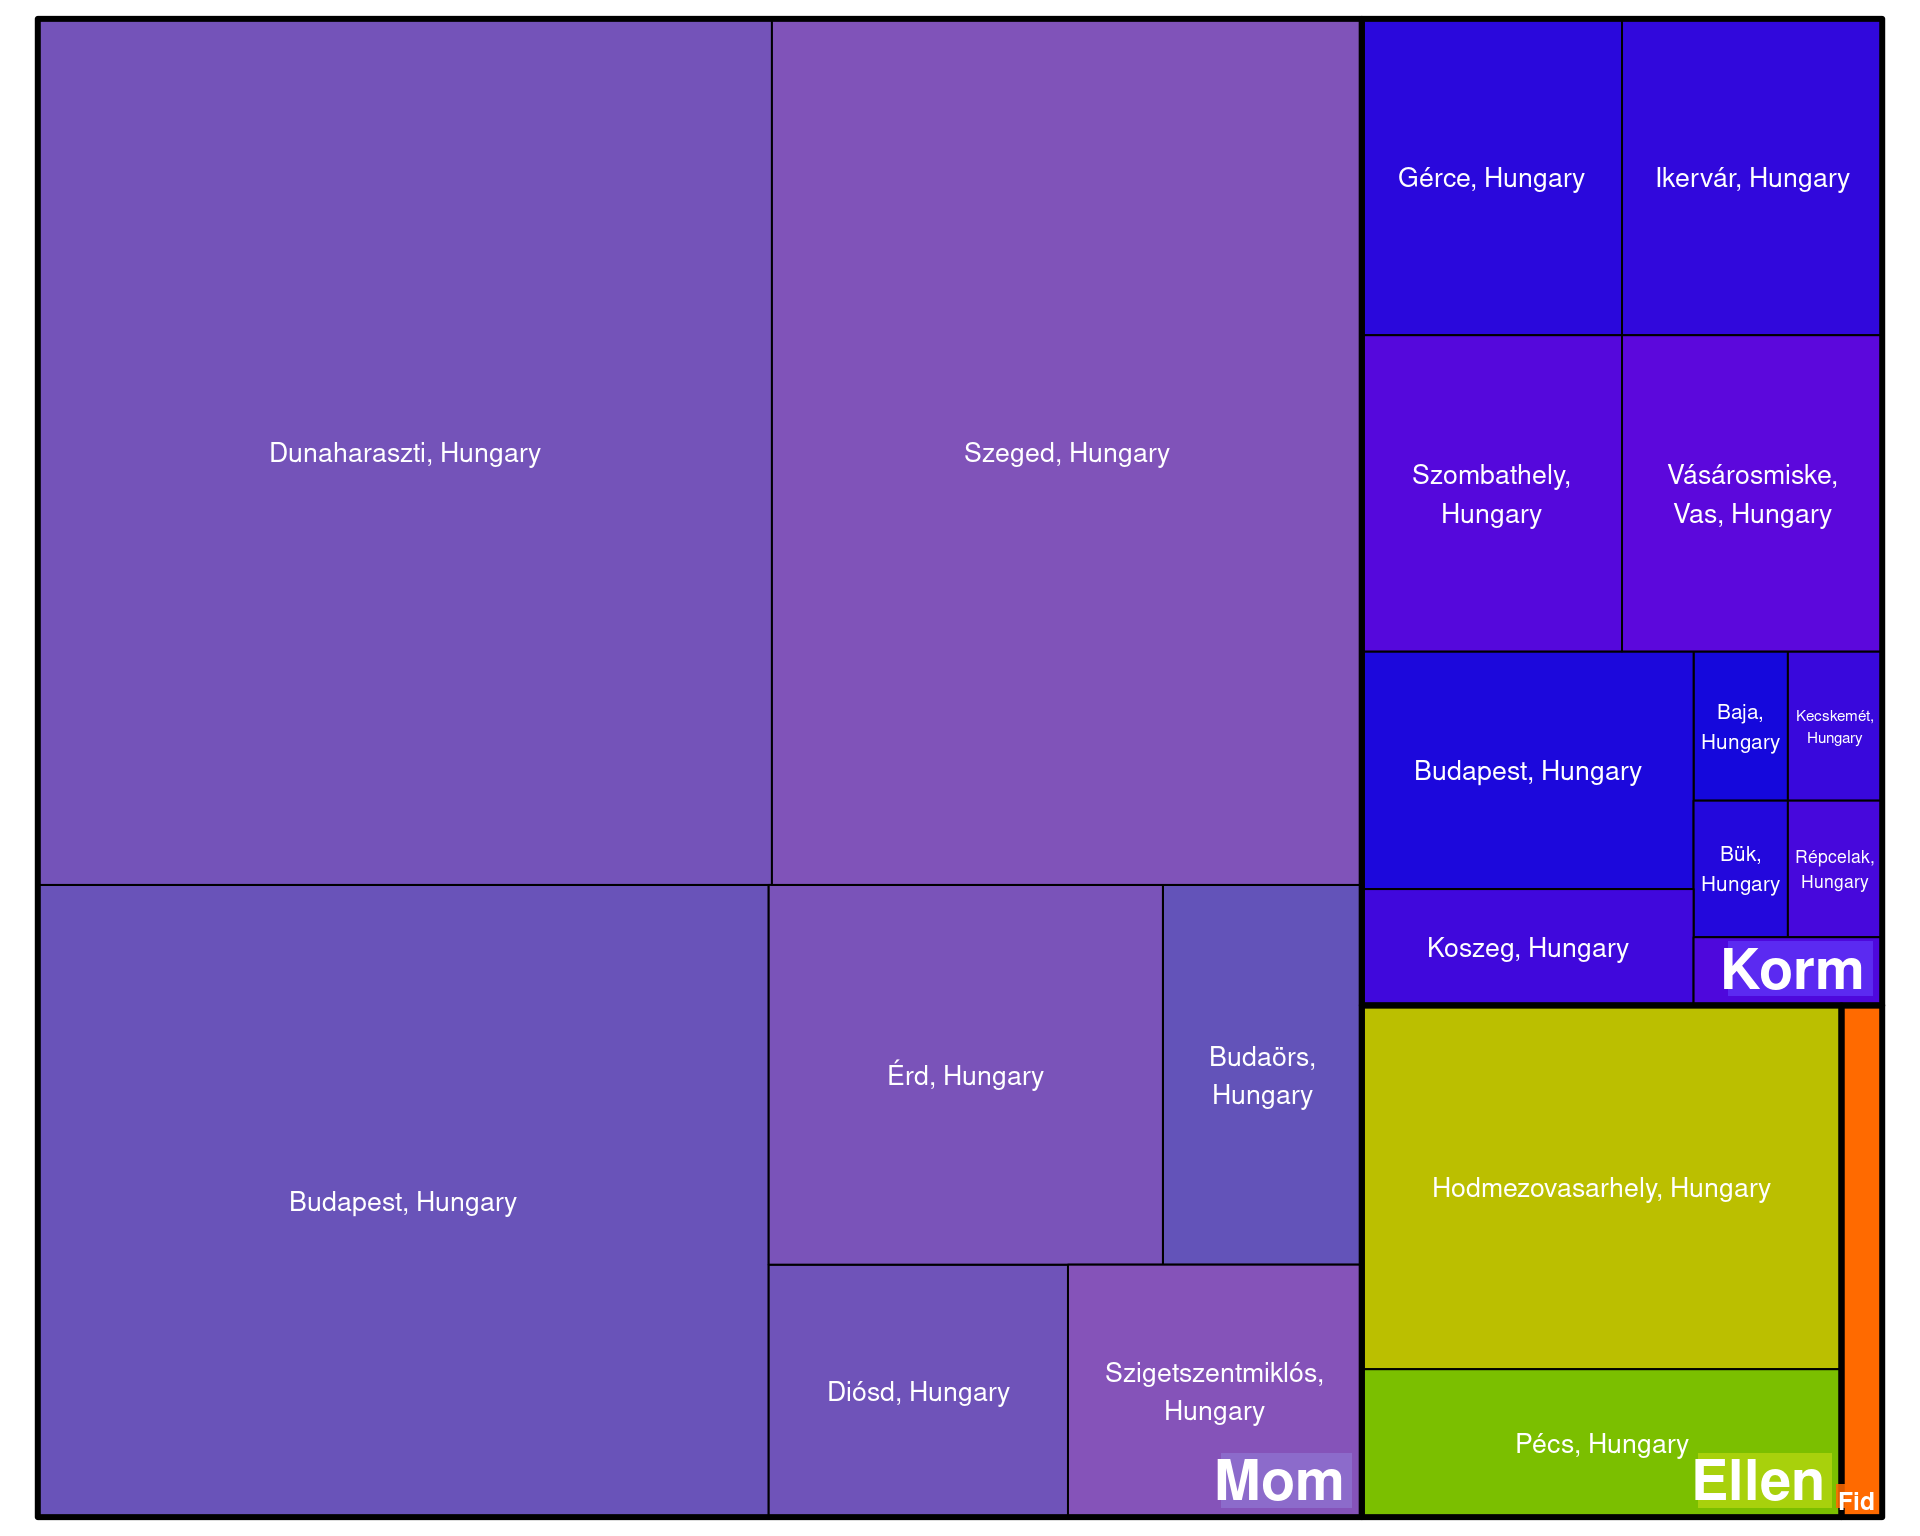 Dunaharaszti, Hungary
Szeged, Hungary
Budapest, Hungary
Érd, Hungary
Budaörs,
Hungary
Diósd, Hungary
Szigetszentmiklós,
Hungary
Mom
Gérce, Hungary
Ikervár, Hungary
Szombathely,
Hungary
Vásárosmiske,
Vas, Hungary
Budapest, Hungary
Baja,
Hungary
Kecskemét,
Hungary
Bük,
Hungary
Répcelak,
Hungary
Koszeg, Hungary
Korm
Hodmezovasarhely, Hungary
Pécs, Hungary
Ellen
Fid